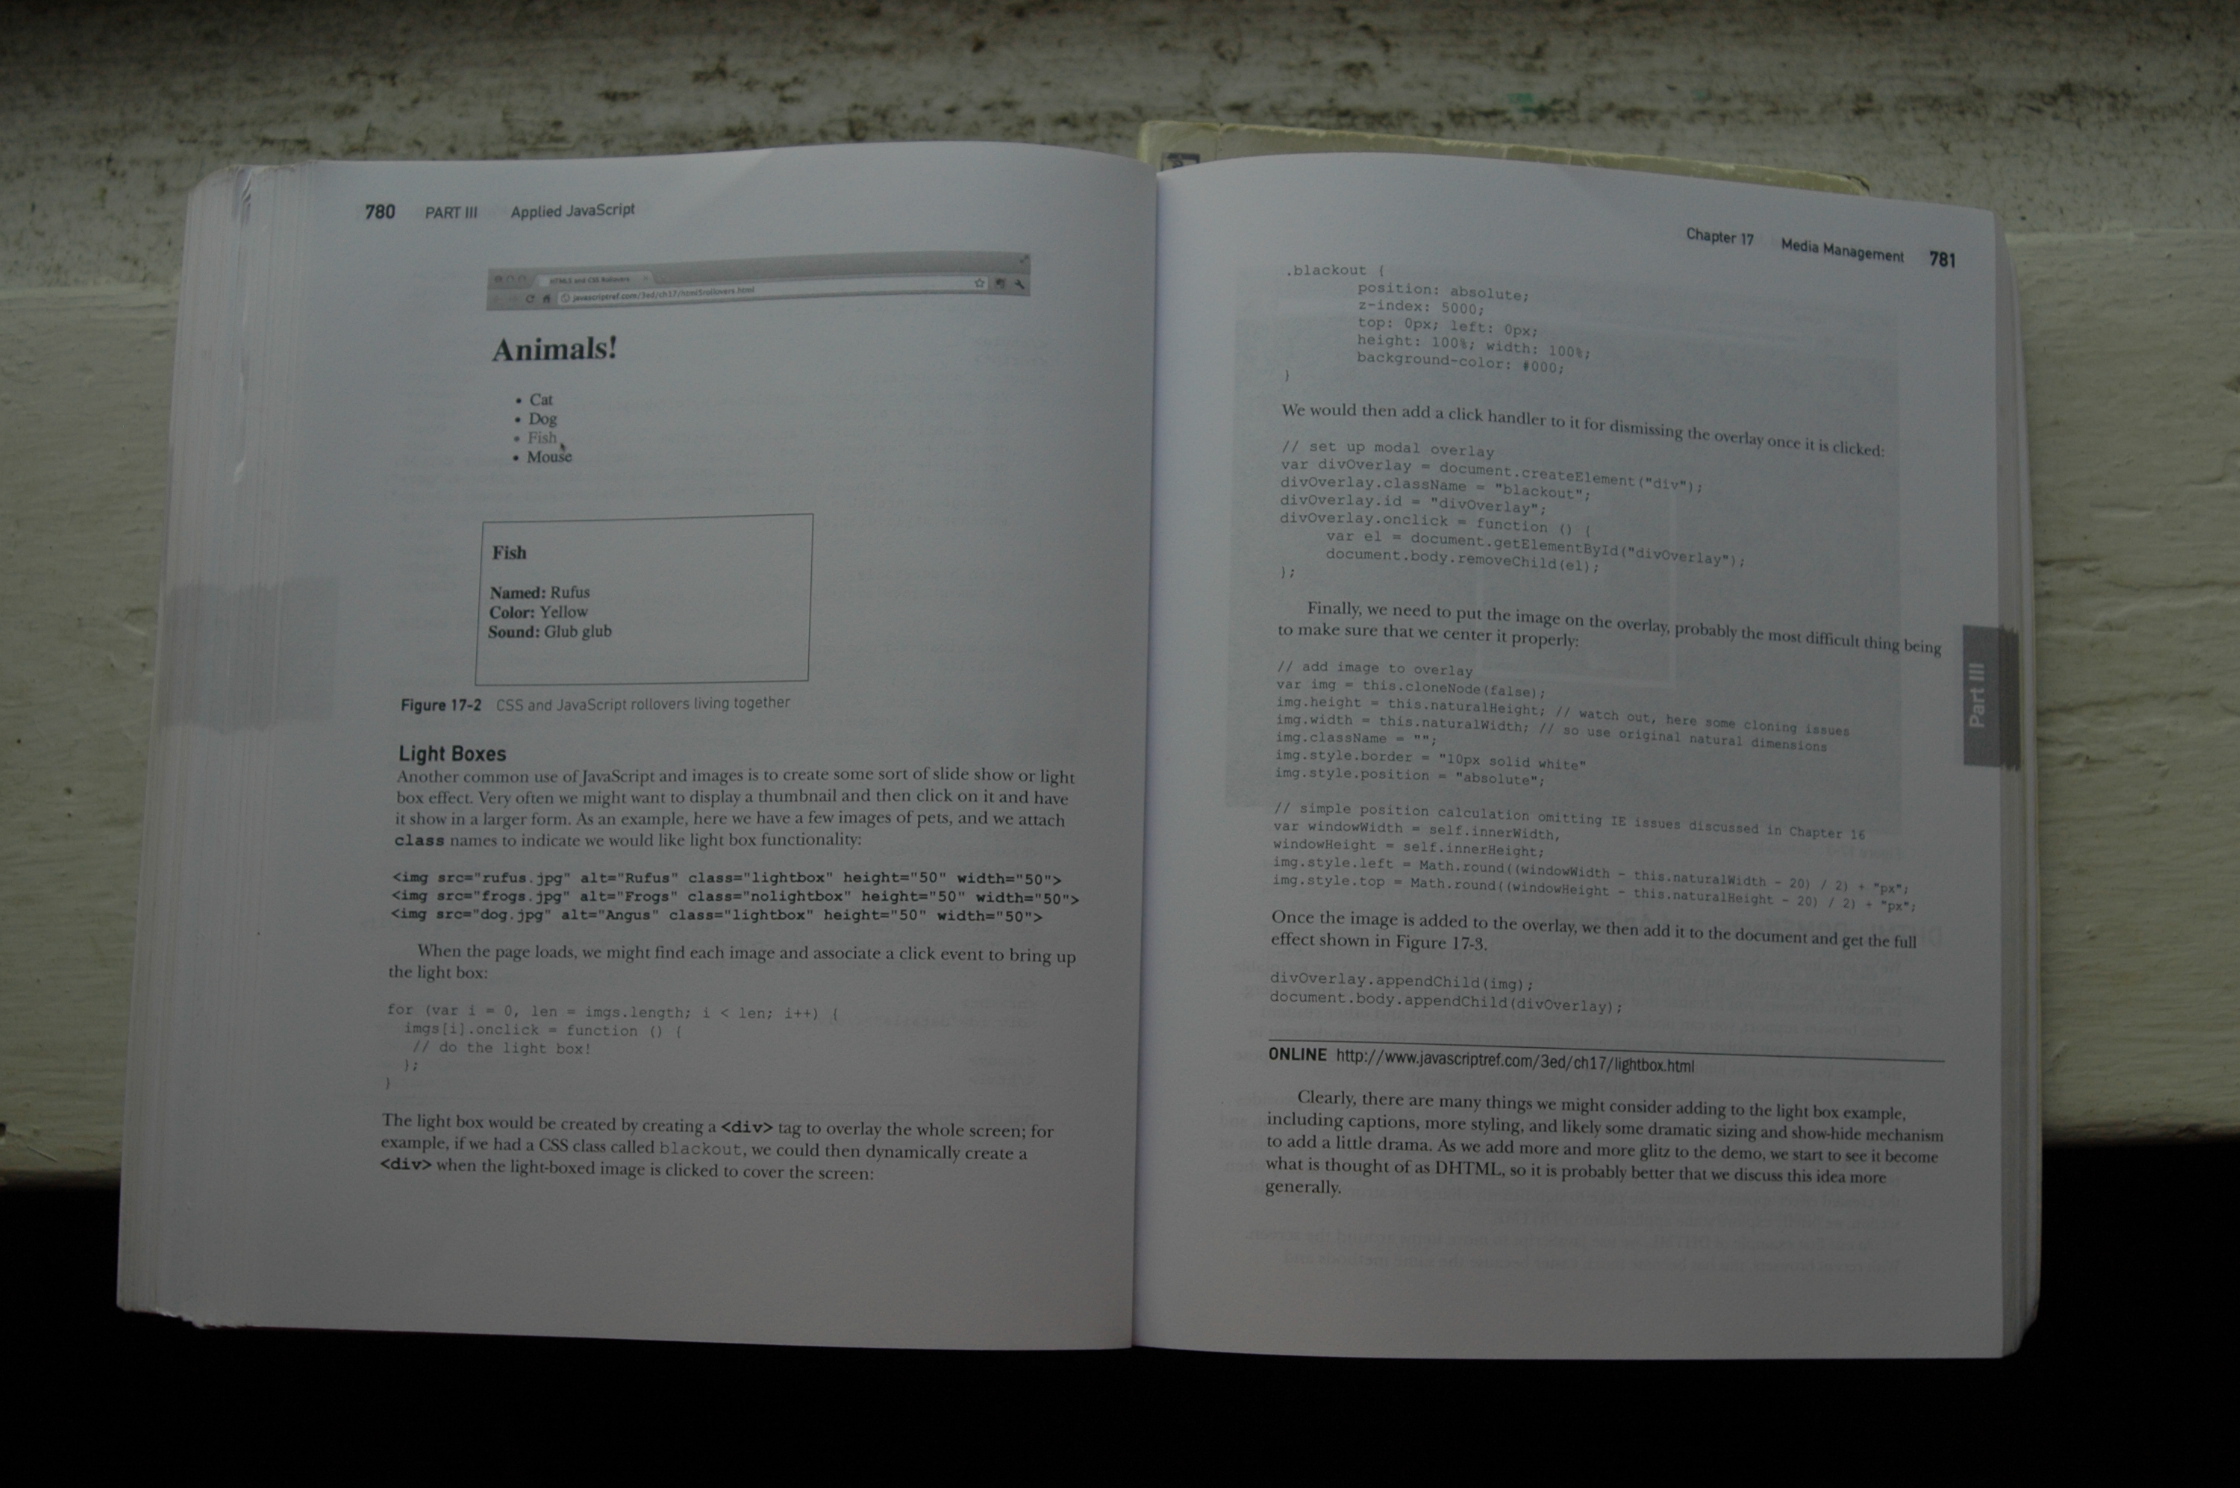 780 PART III Applied JavaScript
HTML5 and CSS Rollovers
javascriptref.com/3ed/ch17/html5rollovers.html
Animals!
• Cat
• Dog
• Fish
• Mouse
Fish
Named: Rufus
Color: Yellow
Sound: Glub glub
Figure 17-2 CSS and JavaScript rollovers living together
Light Boxes
Another common use of JavaScript and images is to create some sort of slide show or light
box effect. Very often we might want to display a thumbnail and then click on it and have
it show in a larger form. As an example, here we have a few images of pets, and we attach
class names to indicate we would like light box functionality:
<img src="rufus.jpg" alt="Rufus" class="lightbox" height="50" width="50">
<img src="frogs.jpg" alt="Frogs" class="nolightbox" height="50" width="50">
<img src="dog.jpg" alt="Angus" class="lightbox" height="50" width="50">
When the page loads, we might find each image and associate a click event to bring up
the light box:
for (var i = 0, len = imgs.length; i < len; i++) {
imgs[i].onclick = function () {
// do the light box!
};
}
The light box would be created by creating a <div> tag to overlay the whole screen; for
example, if we had a CSS class called blackout, we could then dynamically create a
<div> when the light-boxed image is clicked to cover the screen:
Chapter 17 Media Management 781
.blackout {
position: absolute;
z-index: 5000;
top: 0px; left: 0px;
height: 100%; width: 100%;
background-color: #000;
}
We would then add a click handler to it for dismissing the overlay once it is clicked:
// set up modal overlay
var divOverlay = document.createElement("div");
divOverlay.className = "blackout";
divOverlay.id = "divOverlay";
divOverlay.onclick = function () {
var el = document.getElementById("divOverlay");
document.body.removeChild(el);
};
Finally, we need to put the image on the overlay, probably the most difficult thing being
to make sure that we center it properly:
// add image to overlay
var img = this.cloneNode(false);
img.height = this.naturalHeight; // watch out, here some cloning issues
img.width = this.naturalWidth; // so use original natural dimensions
img.className = "";
img.style.border = "10px solid white"
img.style.position = "absolute";
// simple position calculation omitting IE issues discussed in Chapter 16
var windowWidth = self.innerWidth,
windowHeight = self.innerHeight;
img.style.left = Math.round((windowWidth - this.naturalWidth - 20) / 2) + "px";
img.style.top = Math.round((windowHeight - this.naturalHeight - 20) / 2) + "px";
Once the image is added to the overlay, we then add it to the document and get the full
effect shown in Figure 17-3.
divOverlay.appendChild(img);
document.body.appendChild(divOverlay);
ONLINE http://www.javascriptref.com/3ed/ch17/lightbox.html
Clearly, there are many things we might consider adding to the light box example,
including captions, more styling, and likely some dramatic sizing and show-hide mechanism
to add a little drama. As we add more and more glitz to the demo, we start to see it become
what is thought of as DHTML, so it is probably better that we discuss this idea more
generally.
Part III